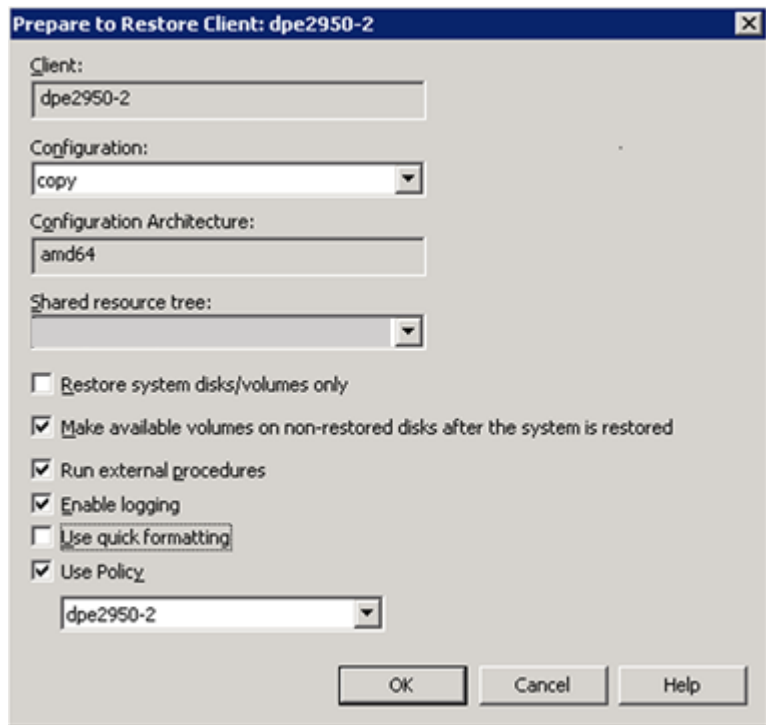 Prepare to Restore Client: dpe2950-2
Client:
dpe2950-2
Configuration:
copy
Configuration Architecture:
amd64
Shared resource tree:
Restore system disks/volumes only
Make available volumes on non-restored disks after the system is restored
Run external procedures
Enable logging
Use quick formatting
Use Policy
dpe2950-2
OK Cancel Help